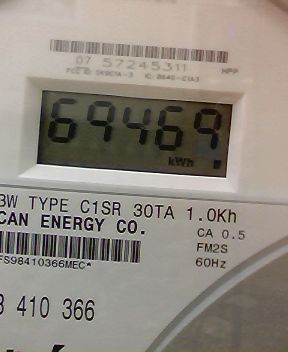 07 57245311
69469
kWh
3W TYPE C1SR 30TA 1.0Kh
CAN ENERGY CO.
CA 0.5
FM2S
60Hz
FS98410366MEC*
410 366